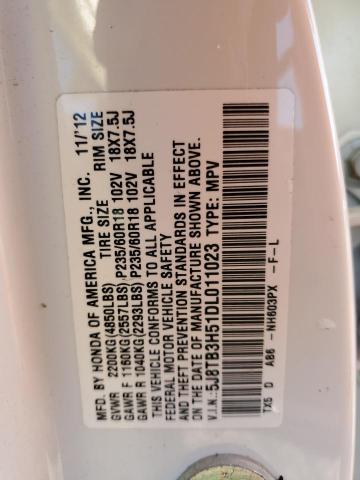 MFD. BY HONDA OF AMERICA MFG., INC. 11/'12
TIRE SIZE RIM SIZE
GVWR 2200KG(4850LBS)
GAWR F 1160KG(2557LBS)P235/60R18 102V 18X7.5J
GAWR R 1040KG(2293LBS)P235/60R18 102V 18X7.5J
THIS VEHICLE CONFORMS TO ALL APPLICABLE
FEDERAL MOTOR VEHICLE SAFETY
AND THEFT PREVENTION STANDARDS IN EFFECT
ON THE DATE OF MANUFACTURE SHOWN ABOVE.
V.I.N.: 5J8TB3H51DL011023 TYPE: MPV
TX5 D AB6 -NH603PX -F-L